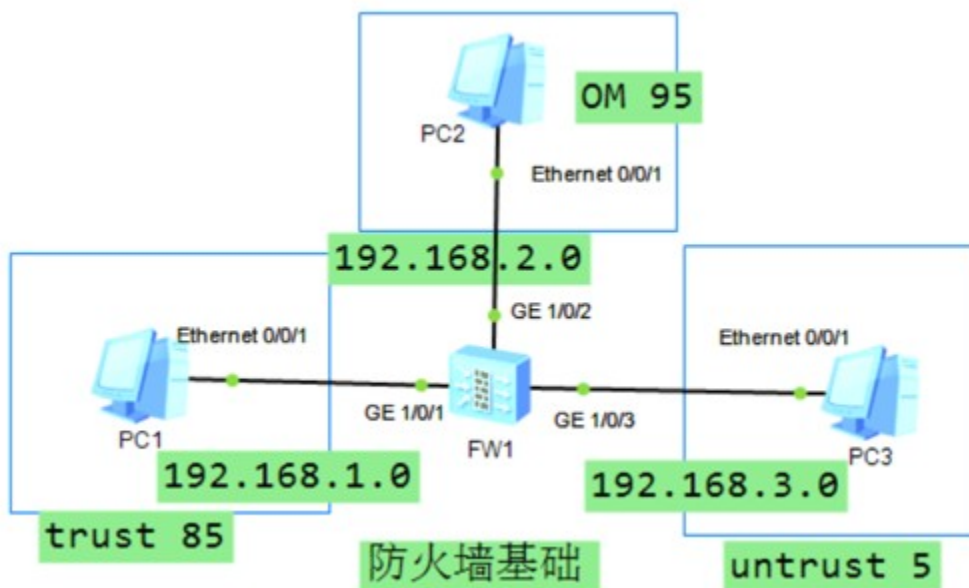 OM 95
PC2
Ethernet 0/0/1
192.168.2.0
GE 1/0/2
Ethernet 0/0/1
Ethernet 0/0/1
GE 1/0/1
GE 1/0/3
PC1
FW1
PC3
192.168.1.0
192.168.3.0
trust 85
防火墙基础
untrust 5